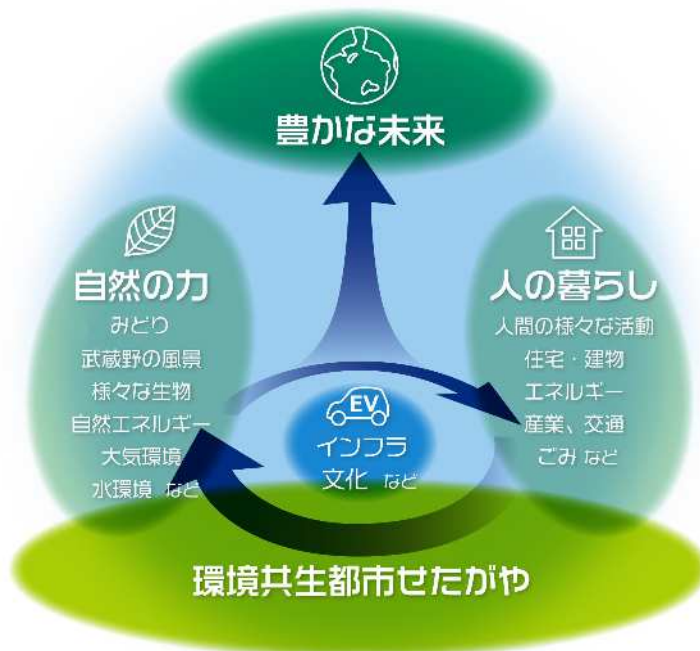 豊かな未来
自然の力
みどり
武蔵野の風景
様々な生物
自然エネルギー
大気環境
水環境 など
人の暮らし
人間の様々な活動
住宅・建物
エネルギー
産業、交通
ごみ など
EV
インフラ
文化 など
環境共生都市せたがや